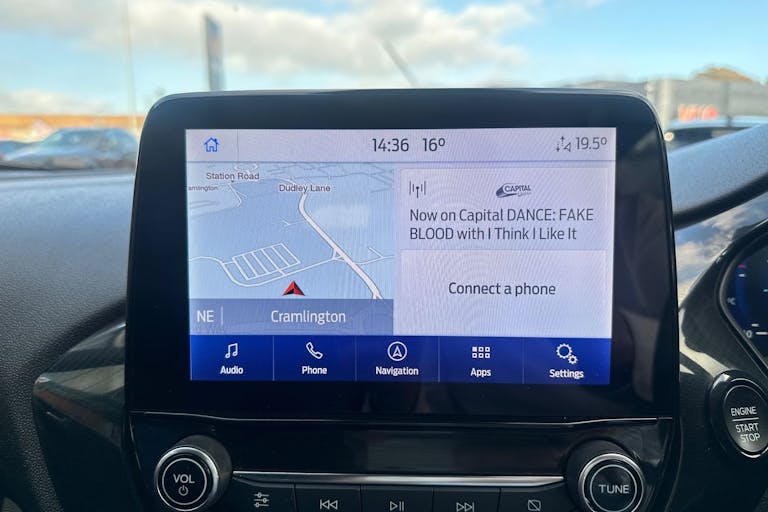 14:36 16° 19.5°
Station Road
amlington
Dudley Lane
CAPITAL
Now on Capital DANCE: FAKE
BLOOD with I Think I Like It
Connect a phone
NE Cramlington
Audio Phone Navigation Apps Settings
ENGINE
START
STOP
VOL
TUNE